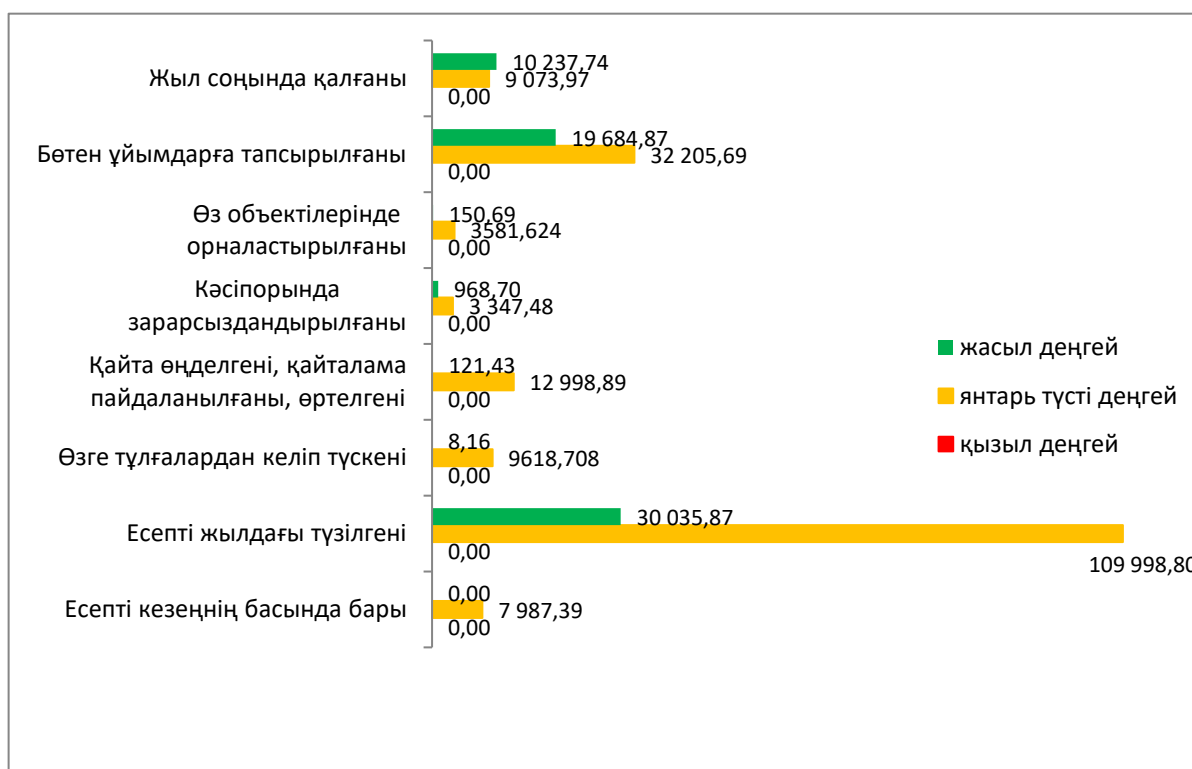 Жыл соңында қалғаны
10 237,74
9 073,97
0,00
Бөтен ұйымдарға тапсырылғаны
19 684,87
32 205,69
0,00
Өз объектілерінде
орналастырылғаны
150,69
3581,624
0,00
Кәсіпорында
зарарсыздандырылғаны
968,70
3 347,48
0,00
Қайта өңделгені, қайталама
пайдаланылғаны, өртелгені
121,43
12 998,89
0,00
Өзге тұлғалардан келіп түскені
8,16
9618,708
0,00
Есепті жылдағы түзілгені
30 035,87
109 998,80
0,00
Есепті кезеңнің басында бары
0,00
7 987,39
0,00
жасыл деңгей
янтарь түсті деңгей
қызыл деңгей